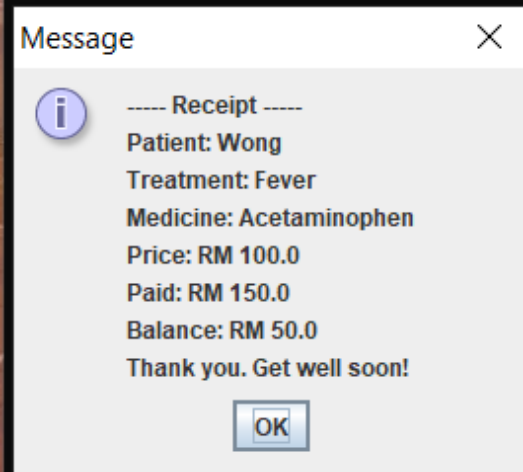 Message
----- Receipt -----
Patient: Wong
Treatment: Fever
Medicine: Acetaminophen
Price: RM 100.0
Paid: RM 150.0
Balance: RM 50.0
Thank you. Get well soon!
OK